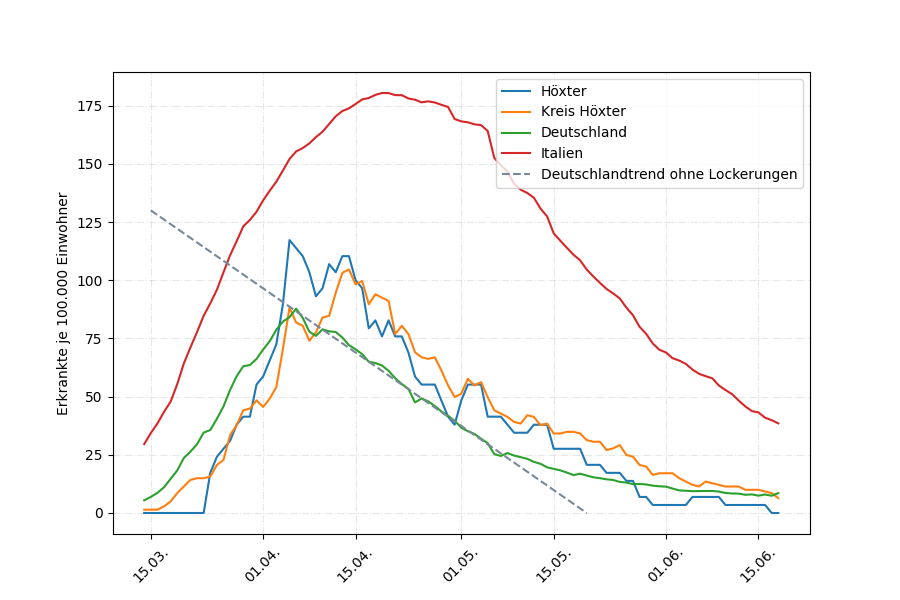 Höxter
Kreis Höxter
Deutschland
Italien
Deutschlandtrend ohne Lockerungen
Erkrankte je 100.000 Einwohner
175
150
125
100
75
50
25
0
15.03.
01.04.
15.04.
01.05.
15.05.
01.06.
15.06.